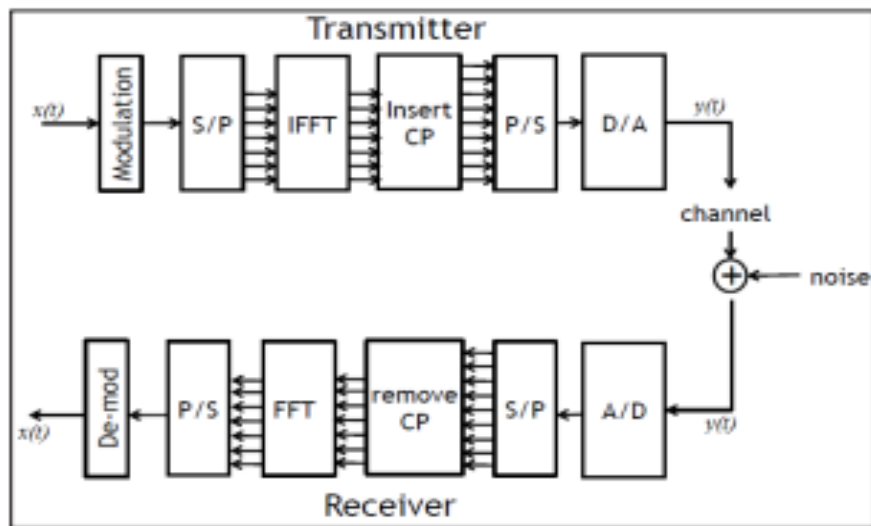 Transmitter
x(t)
Modulation
S/P
IFFT
Insert
CP
P/S
D/A
y(t)
channel
noise
x(t)
De-mod
P/S
FFT
remove
CP
S/P
A/D
y(t)
Receiver